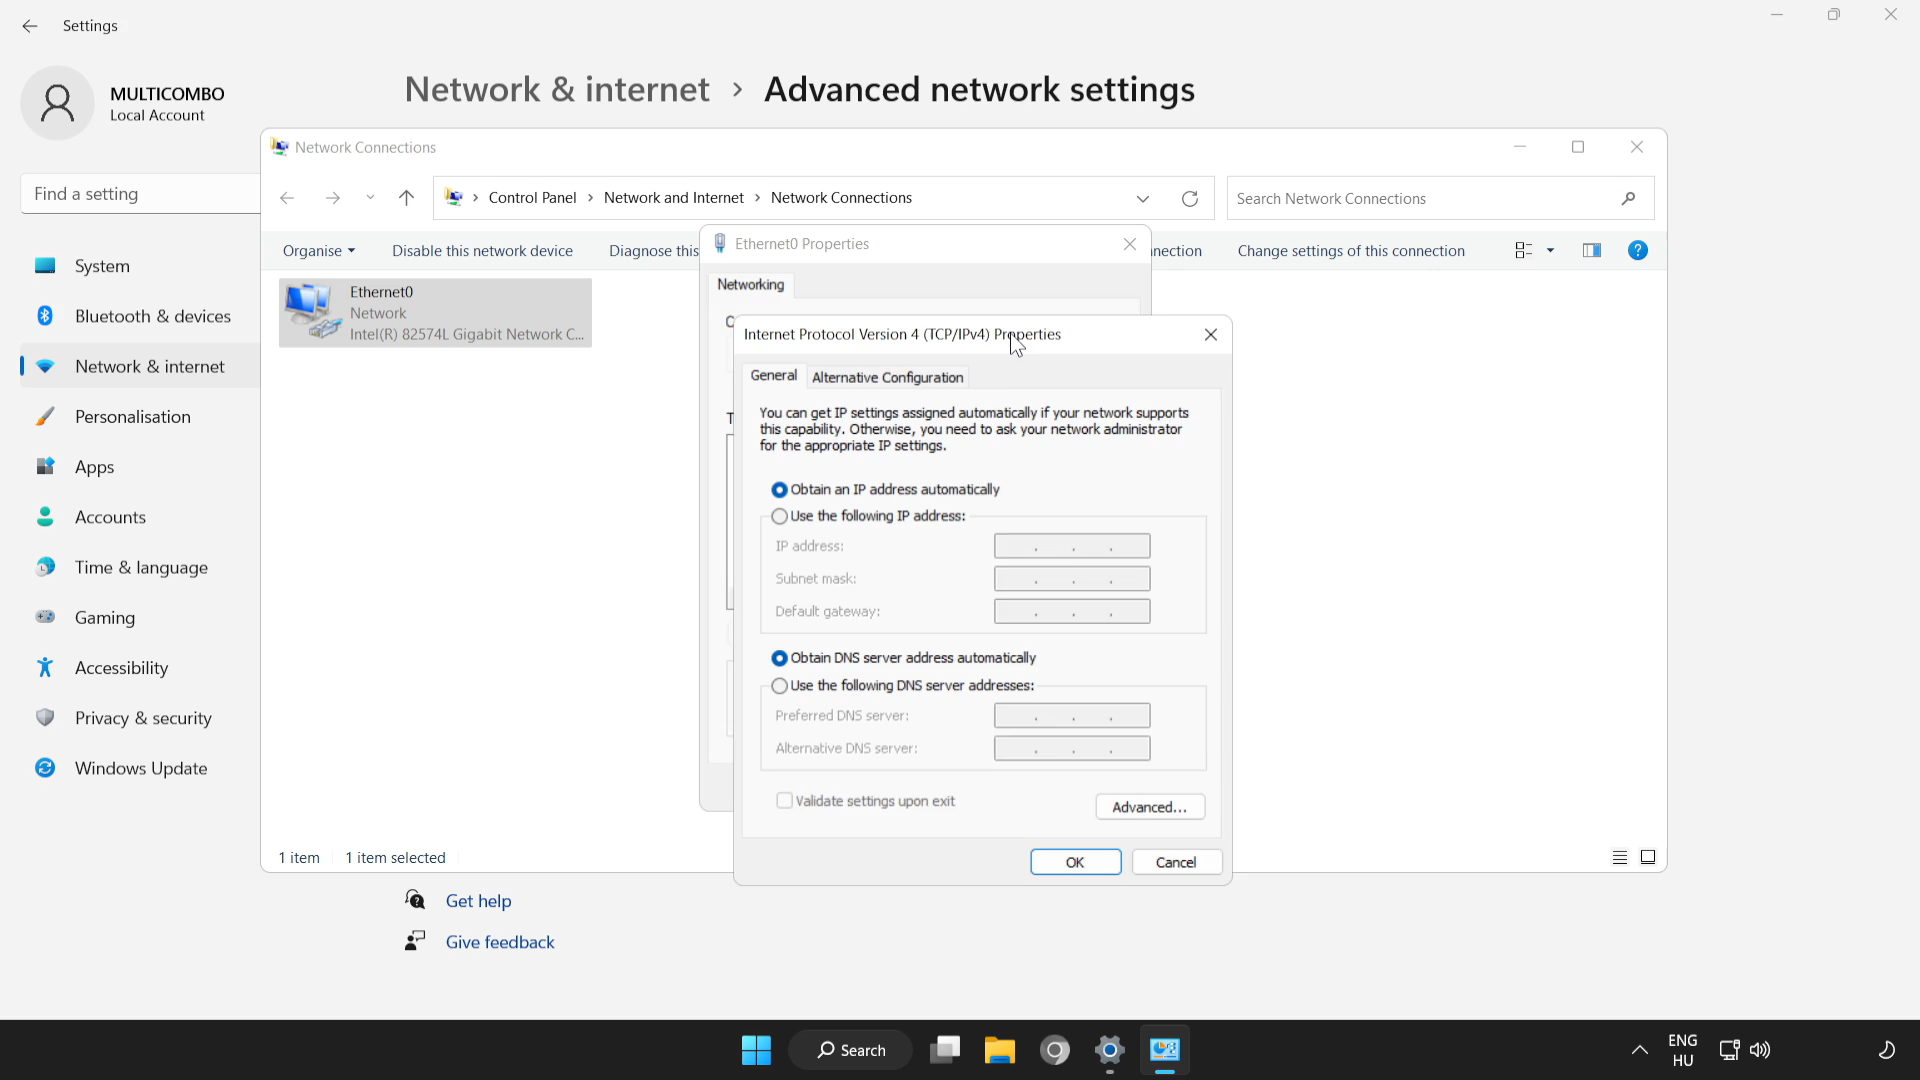 Settings
MULTICOMBO
Local Account
Find a setting
System
Bluetooth & devices
Network & internet
Personalisation
Apps
Accounts
Time & language
Gaming
Accessibility
Privacy & security
Windows Update
Network & internet › Advanced network settings
Network Connections
Control Panel › Network and Internet › Network Connections
Search Network Connections
Organise
Disable this network device
Diagnose this
nnection
Change settings of this connection
Ethernet0
Network
Intel(R) 82574L Gigabit Network C...
Ethernet0 Properties
Networking
C
T
Internet Protocol Version 4 (TCP/IPv4) Properties
General
Alternative Configuration
You can get IP settings assigned automatically if your network supports
this capability. Otherwise, you need to ask your network administrator
for the appropriate IP settings.
Obtain an IP address automatically
Use the following IP address:
IP address:
Subnet mask:
Default gateway:
Obtain DNS server address automatically
Use the following DNS server addresses:
Preferred DNS server:
Alternative DNS server:
Validate settings upon exit
Advanced...
OK
Cancel
1 item
1 item selected
Get help
Give feedback
Search
ENG
HU